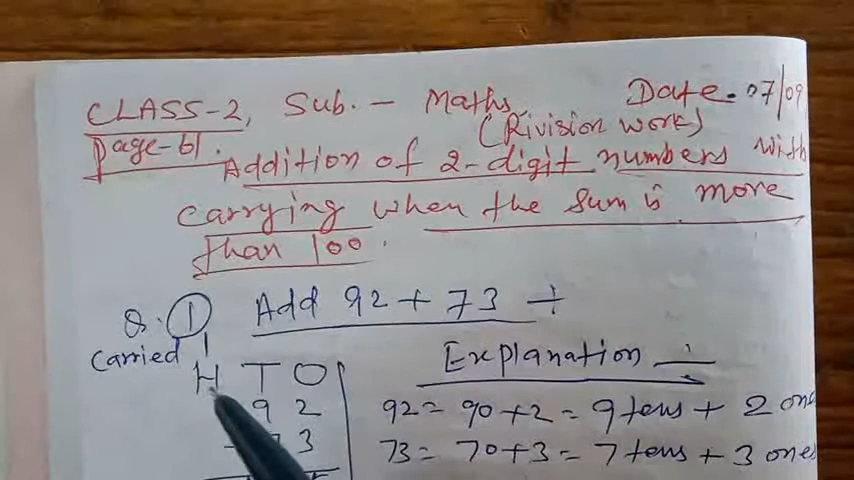 CLASS-2, Sub. - Maths Date. 07/09
Page-61. (Rivision work)
Addition of 2-digit numbers with
carrying when the sum is more
than 100.
Q. 1 Add 92 + 73 ÷
Carried 1
H T O
9 2
3
Explanation ÷
92 = 90+2 = 9 tens + 2 one
73 = 70+3 = 7 tens + 3 ones